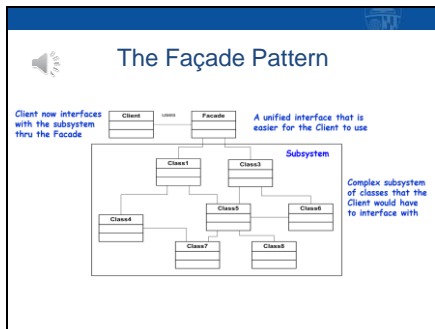 The Façade Pattern
Client now interfaces
with the subsystem
thru the Facade
Client
uses
Facade
A unified interface that is
easier for the Client to use
Subsystem
Class1
Class3
Complex subsystem
of classes that the
Client would have
to interface with
Class4
Class5
Class6
Class7
Class8